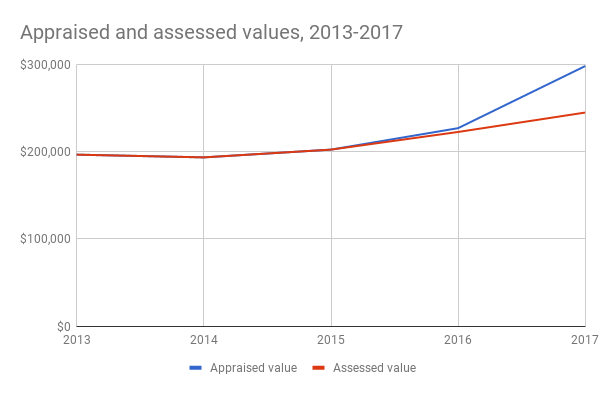 Appraised and assessed values, 2013-2017
$300,000
$200,000
$100,000
$0
2013 2014 2015 2016 2017
Appraised value Assessed value